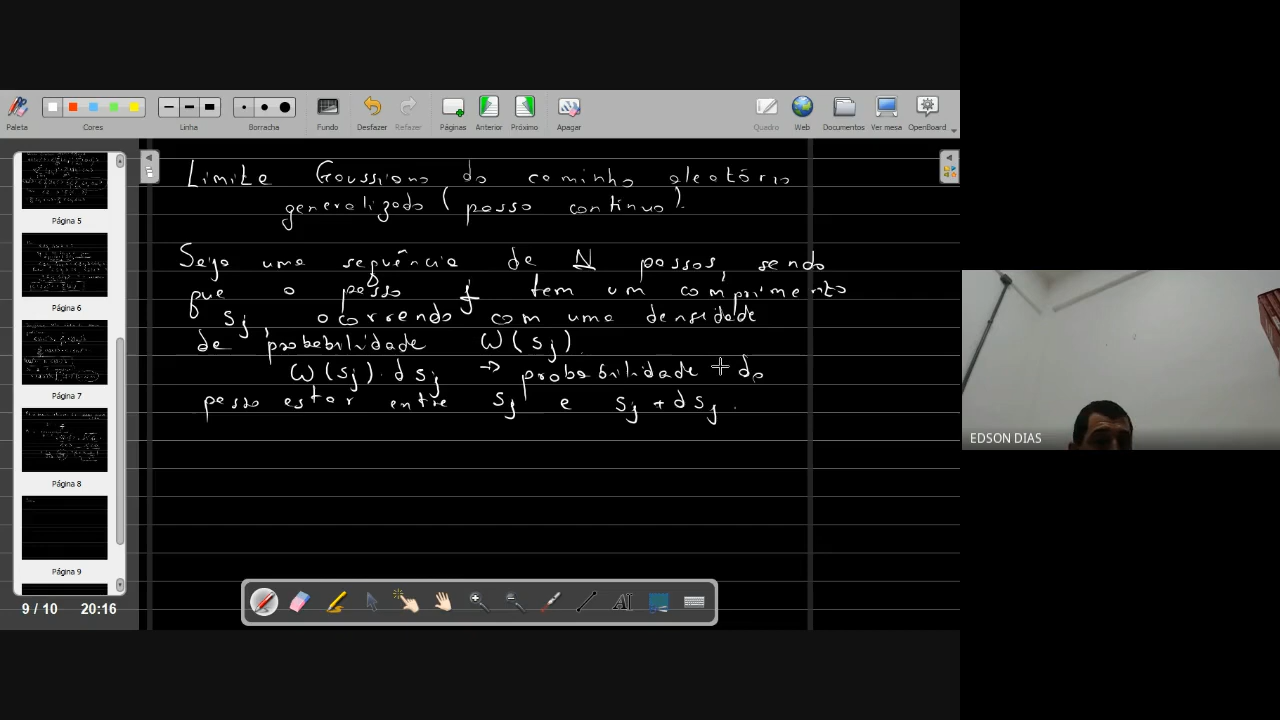 Paleta
Cores
Linha
Borracha
Fundo
Desfazer
Refazer
Páginas
Anterior
Próximo
Apagar
Quadro
Web
Documentos
Ver mesa
OpenBoard
Página 5
Página 6
Página 7
Página 8
Página 9
9 / 10
20:16
Limite Gaussiano do caminho aleatório
generalizado (passo contínuo).
Seja uma sequência de N passos, sendo
que o passo j tem um comprimento
sj, ocorrendo com uma densidade
de probabilidade ω(sj).
ω(sj).dsj → probabilidade do
passo estar entre sj e sj + dsj.
AI
EDSON DIAS